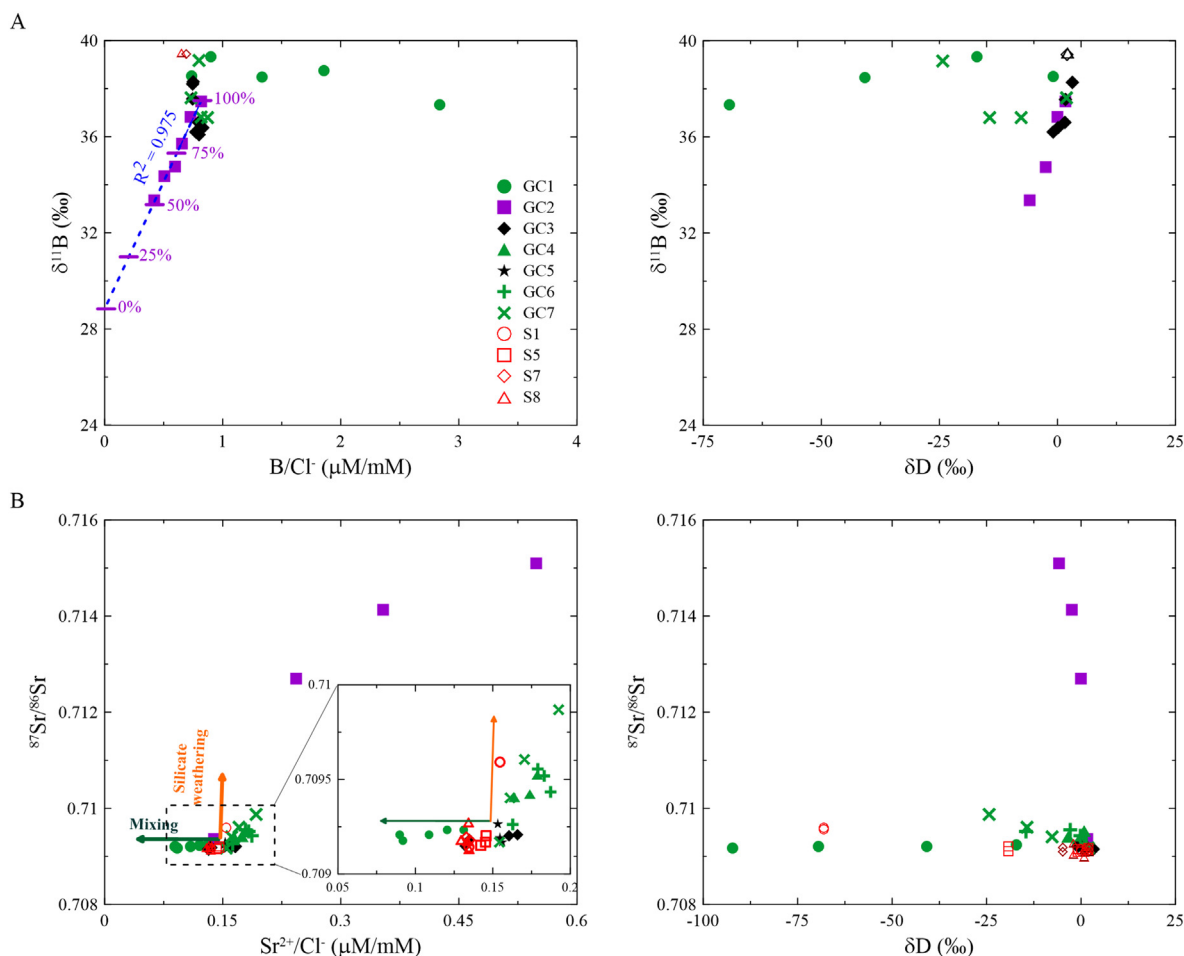 A
40
36
32
28
24
δ¹¹B (‰)
0
1
2
3
4
B/Cl⁻ (µM/mM)
R² = 0.975
100%
75%
50%
25%
0%
GC1
GC2
GC3
GC4
GC5
GC6
GC7
S1
S5
S7
S8
40
36
32
28
24
δ¹¹B (‰)
-75
-50
-25
0
25
δD (‰)
B
0.716
0.714
0.712
0.71
0.708
⁸⁷Sr/⁸⁶Sr
0
0.15
0.3
0.45
0.6
Sr²⁺/Cl⁻ (µM/mM)
Silicate
weathering
Mixing
0.71
0.7095
0.709
0.05
0.1
0.15
0.2
0.716
0.714
0.712
0.71
0.708
⁸⁷Sr/⁸⁶Sr
-100
-75
-50
-25
0
25
δD (‰)